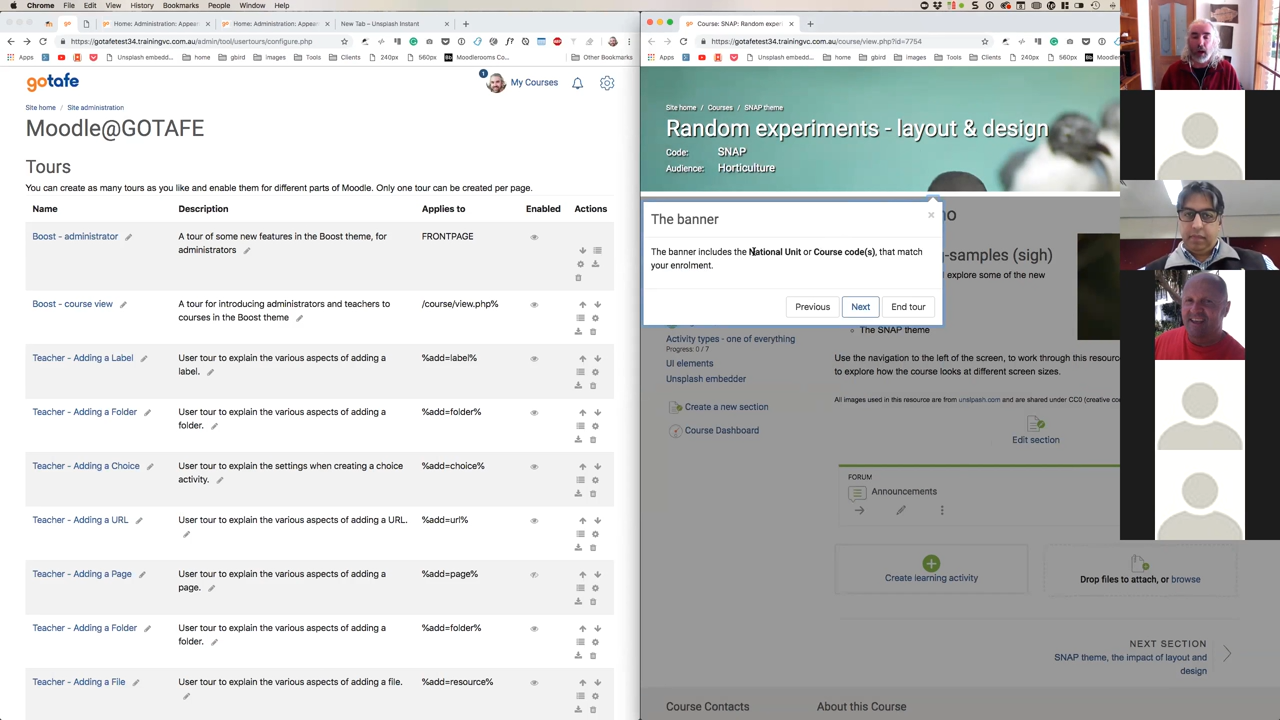 Chrome File Edit View History Bookmarks People Window Help
Home: Administration: Appea
Home: Administration: Appea
New Tab – Unsplash Instant
https://gotafetest34.trainingvc.com.au/admin/tool/usertours/configure.php
Apps
Unsplash embedd...
home
gbird
images
Tools
Clients
240px
560px
Moodlerooms Co...
Other Bookmarks
gotafe
1
My Courses
Site home / Site administration
Moodle@GOTAFE
Tours
You can create as many tours as you like and enable them for different parts of Moodle. Only one tour can be created per page.
Name Description Applies to Enabled Actions
Boost - administrator
A tour of some new features in the Boost theme, for
administrators
FRONTPAGE
Boost - course view
A tour for introducing administrators and teachers to
courses in the Boost theme
/course/view.php%
Teacher - Adding a Label
User tour to explain the various aspects of adding a
label.
%add=label%
Teacher - Adding a Folder
User tour to explain the various aspects of adding a
folder.
%add=folder%
Teacher - Adding a Choice
User tour to explain the settings when creating a choice
activity.
%add=choice%
Teacher - Adding a URL
User tour to explain the various aspects of adding a URL.
%add=url%
Teacher - Adding a Page
User tour to explain the various aspects of adding a
page.
%add=page%
Teacher - Adding a Folder
User tour to explain the various aspects of adding a
folder.
%add=folder%
Teacher - Adding a File
User tour to explain the various aspects of adding a file.
%add=resource%
Course: SNAP: Random exper
https://gotafetest34.trainingvc.com.au/course/view.php?id=7754
Apps
Unsplash embedd...
home
gbird
images
Tools
Clients
240px
560px
Moodler
Site home / Courses / SNAP theme
Random experiments - layout & design
Code: SNAP
Audience: Horticulture
The banner
The banner includes the National Unit or Course code(s), that match
your enrolment.
Previous
Next
End tour
no
-samples (sigh)
explore some of the new
The SNAP theme
Activity types - one of everything
Progress: 0 / 7
UI elements
Unsplash embedder
Create a new section
Course Dashboard
Use the navigation to the left of the screen, to work through this resourc
to explore how the course looks at different screen sizes.
All images used in this resource are from unslpash.com and are shared under CC0 (creative co
Edit section
FORUM
Announcements
Create learning activity
Drop files to attach, or browse
NEXT SECTION
SNAP theme, the impact of layout and
design
Course Contacts
About this Course